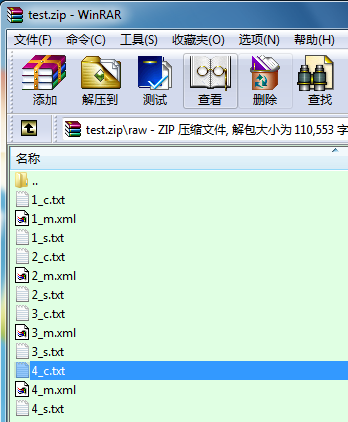 test.zip - WinRAR
文件(F) 命令(C) 工具(S) 收藏夹(O) 选项(N) 帮助(H)
添加 解压到 测试 查看 删除 查找
test.zip\raw - ZIP 压缩文件, 解包大小为 110,553 字
名称
..
1_c.txt
1_m.xml
1_s.txt
2_c.txt
2_m.xml
2_s.txt
3_c.txt
3_m.xml
3_s.txt
4_c.txt
4_m.xml
4_s.txt